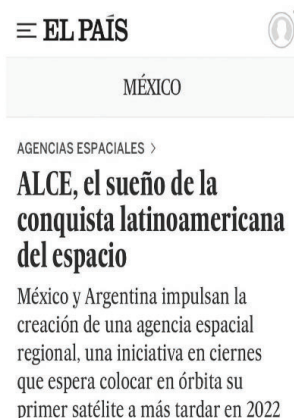 EL PAÍS
MÉXICO
AGENCIAS ESPACIALES >
ALCE, el sueño de la
conquista latinoamericana
del espacio
México y Argentina impulsan la
creación de una agencia espacial
regional, una iniciativa en ciernes
que espera colocar en órbita su
primer satélite a más tardar en 2022